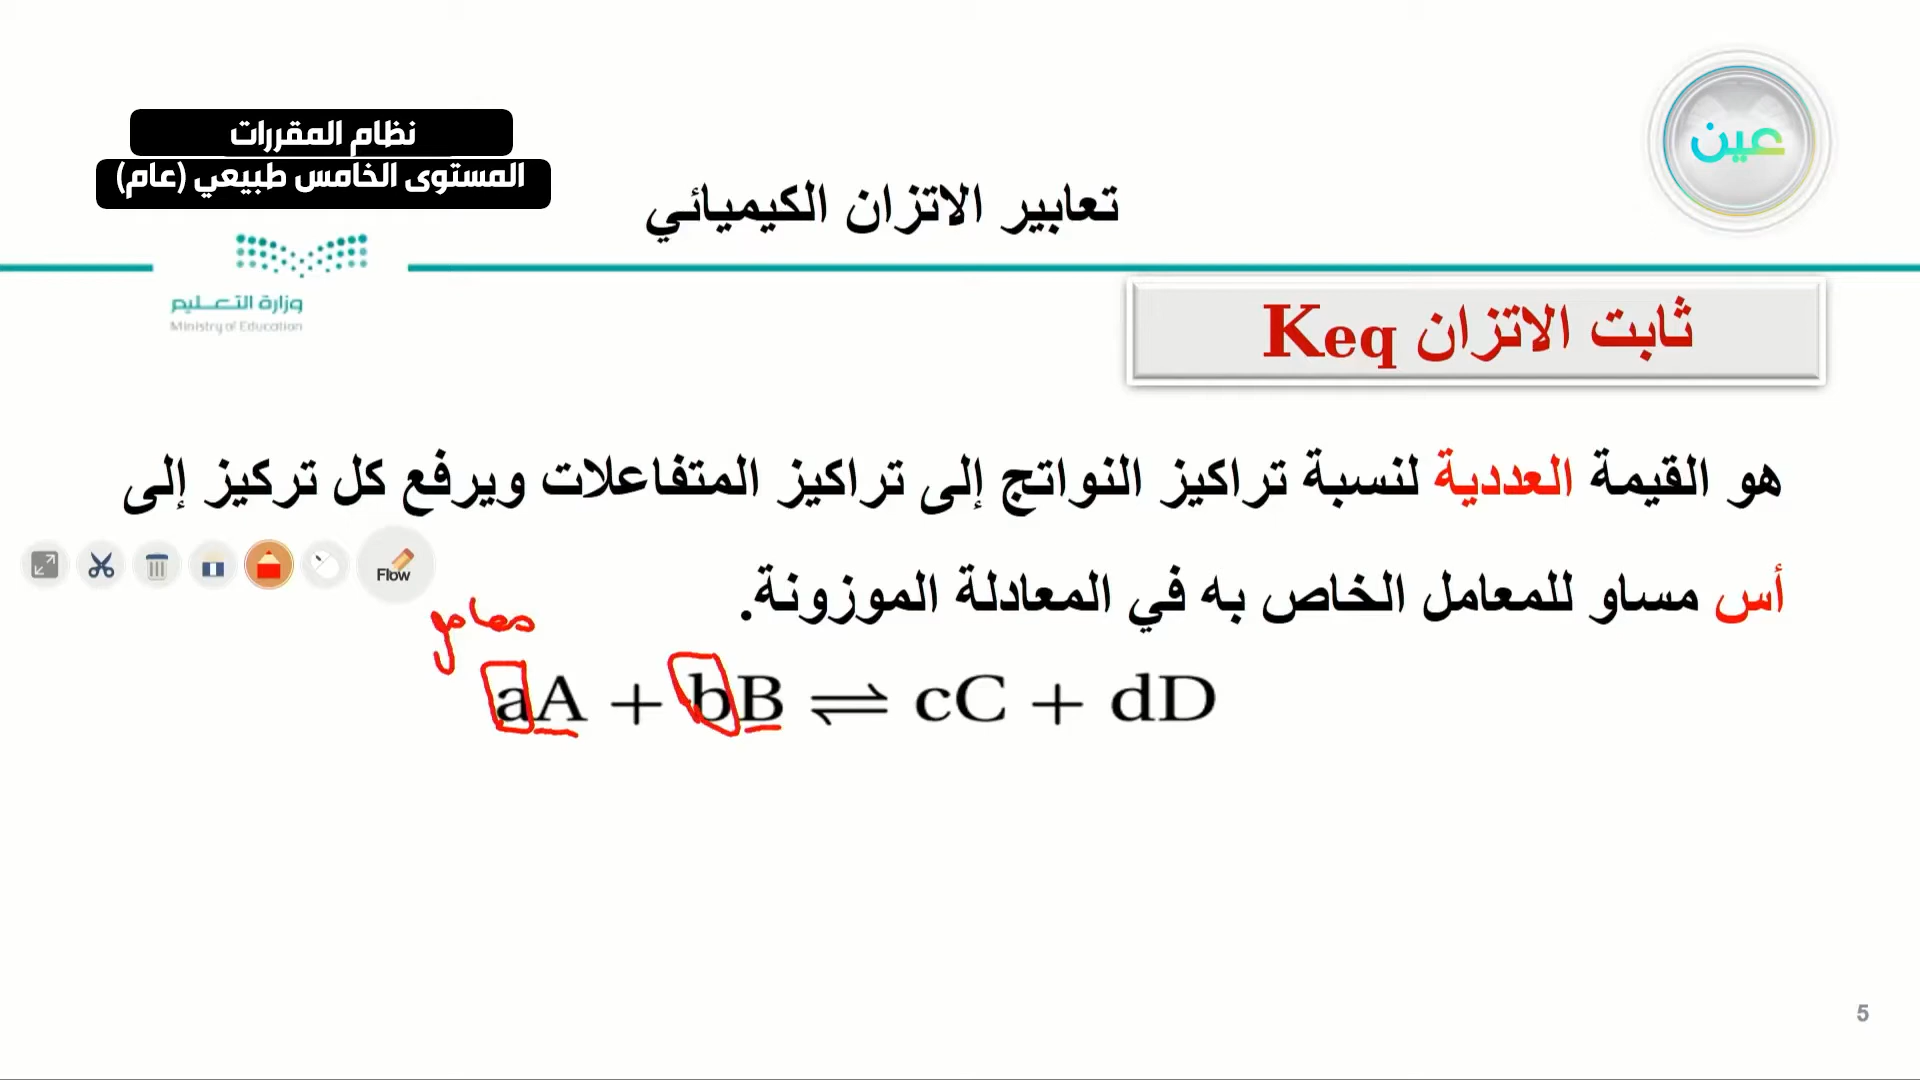 نظام المقررات
المستوى الخامس طبيعي (عام)
عين
تعابير الاتزان الكيميائي
وزارة التعليم
Ministry of Education
ثابت الاتزان Keq
هو القيمة العددية لنسبة تراكيز النواتج إلى تراكيز المتفاعلات ويرفع كل تركيز إلى
أس مساو للمعامل الخاص به في المعادلة الموزونة.
Flow
معامل
aA + bB ⇌ cC + dD
5